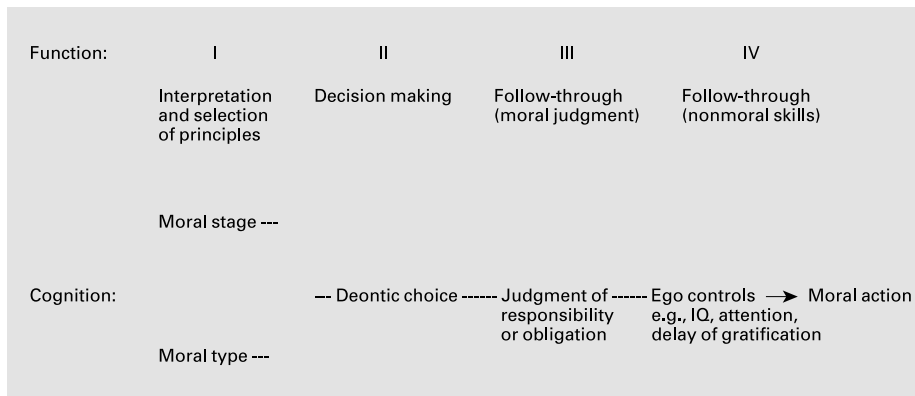 Function: I II III IV
Interpretation and selection of principles
Decision making
Follow-through (moral judgment)
Follow-through (nonmoral skills)
Moral stage ---
Cognition: --- Deontic choice ------ Judgment of responsibility or obligation ------ Ego controls e.g., IQ, attention, delay of gratification → Moral action
Moral type ---